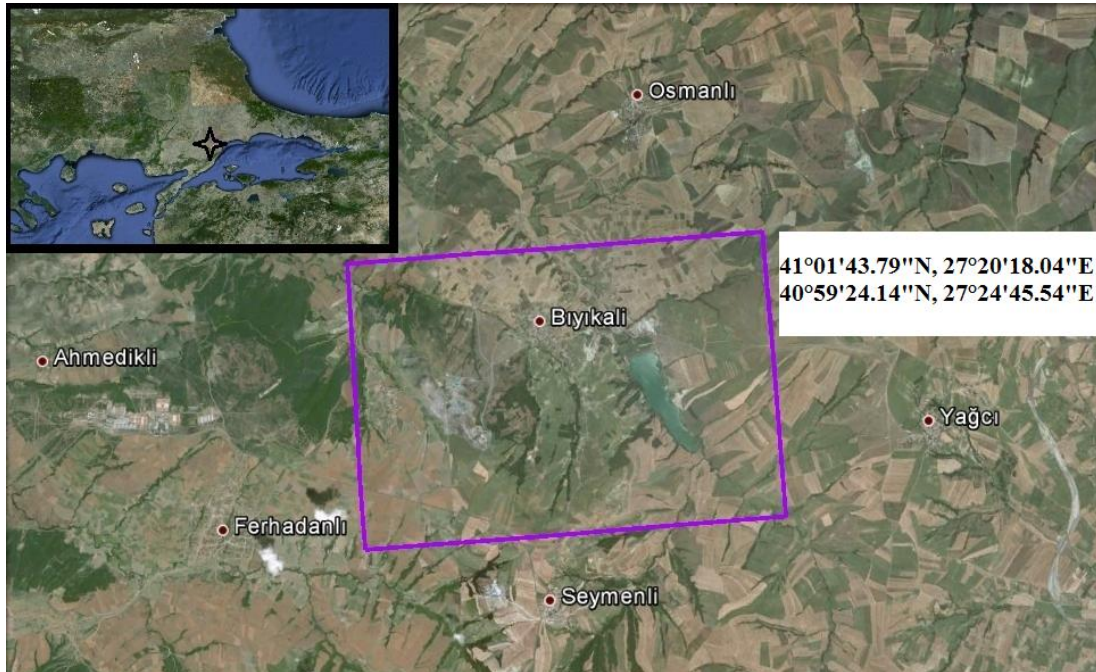 Osmanlı
41°01'43.79"N, 27°20'18.04"E
40°59'24.14"N, 27°24'45.54"E
Bıyıkali
Ahmedikli
Yağcı
Ferhadanlı
Seymenli